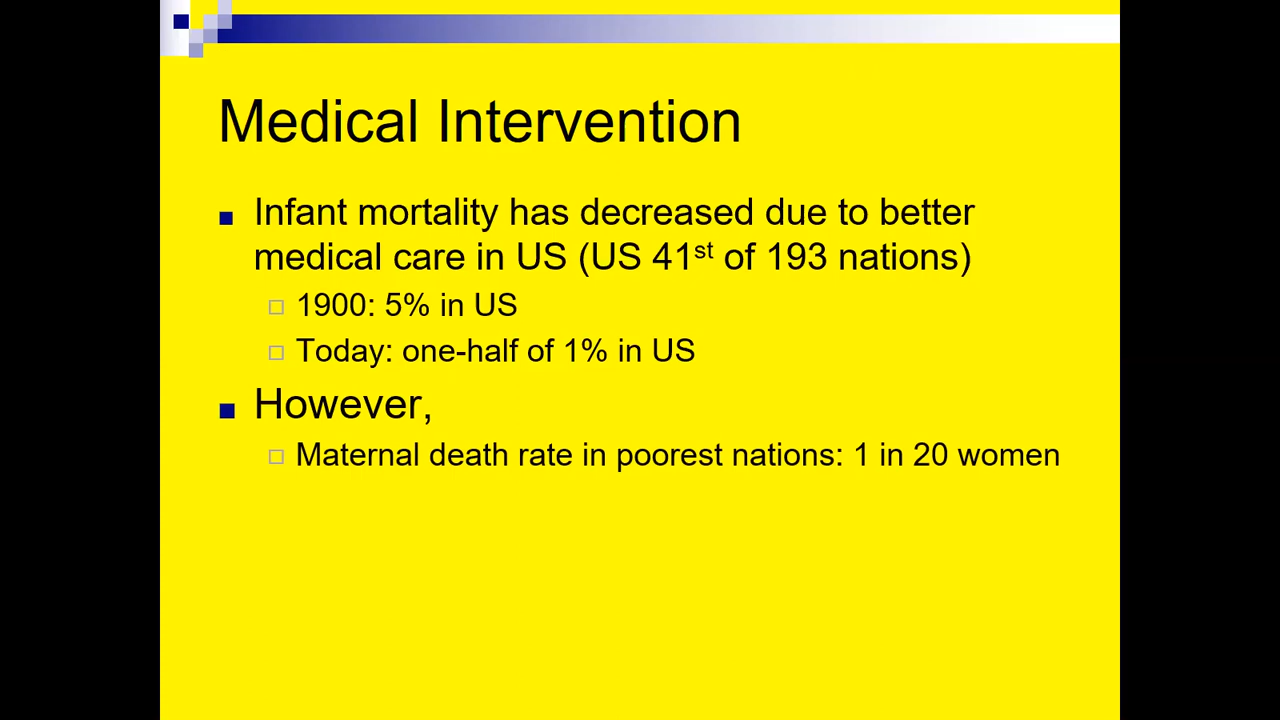 Medical Intervention
Infant mortality has decreased due to better
medical care in US (US 41st of 193 nations)
1900: 5% in US
Today: one-half of 1% in US
However,
Maternal death rate in poorest nations: 1 in 20 women